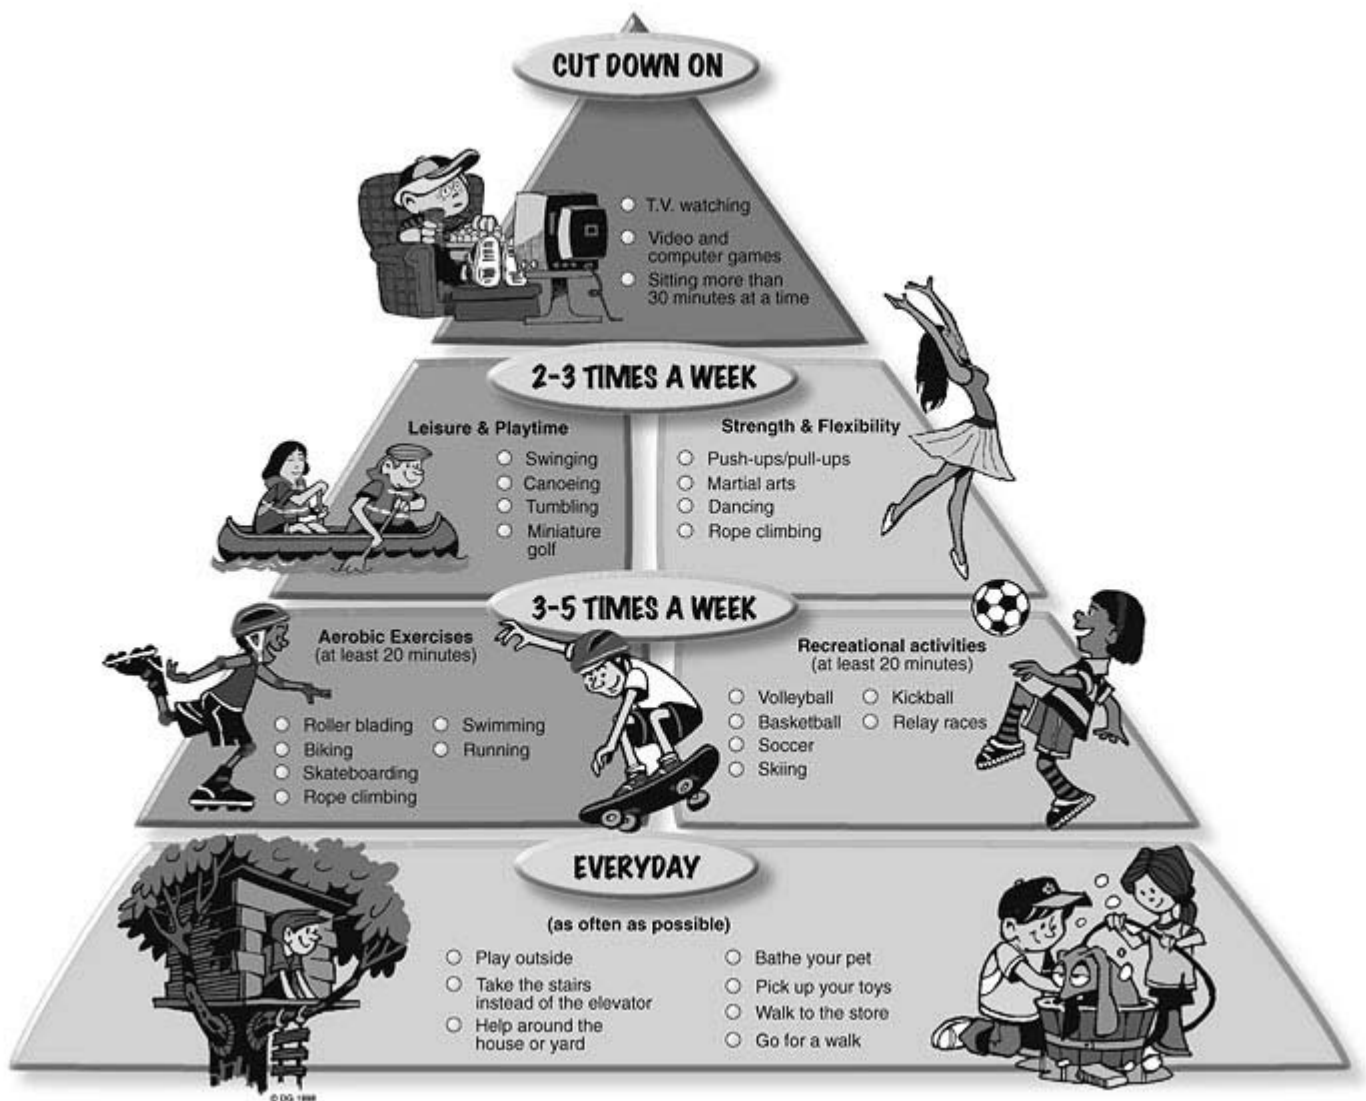 CUT DOWN ON
T.V. watching
Video and
computer games
Sitting more than
30 minutes at a time
2-3 TIMES A WEEK
Leisure & Playtime
Swinging
Canoeing
Tumbling
Miniature
golf
Strength & Flexibility
Push-ups/pull-ups
Martial arts
Dancing
Rope climbing
3-5 TIMES A WEEK
Aerobic Exercises
(at least 20 minutes)
Roller blading
Biking
Skateboarding
Rope climbing
Swimming
Running
Recreational activities
(at least 20 minutes)
Volleyball
Basketball
Soccer
Skiing
Kickball
Relay races
EVERYDAY
(as often as possible)
Play outside
Take the stairs
instead of the elevator
Help around the
house or yard
Bathe your pet
Pick up your toys
Walk to the store
Go for a walk
© DG 1998